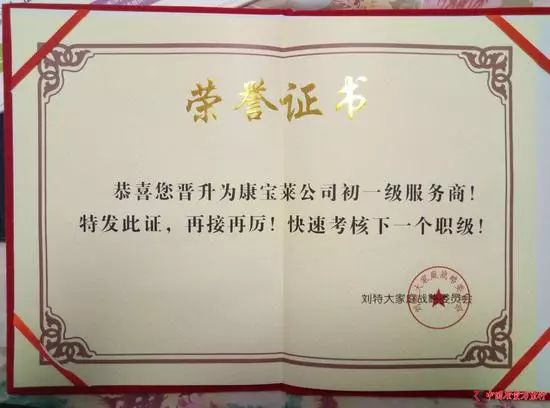 荣誉证书
恭喜您晋升为康宝莱公司初一级服务商！
特发此证，再接再厉！快速考核下一个职级！
刘特大家庭战略委员会